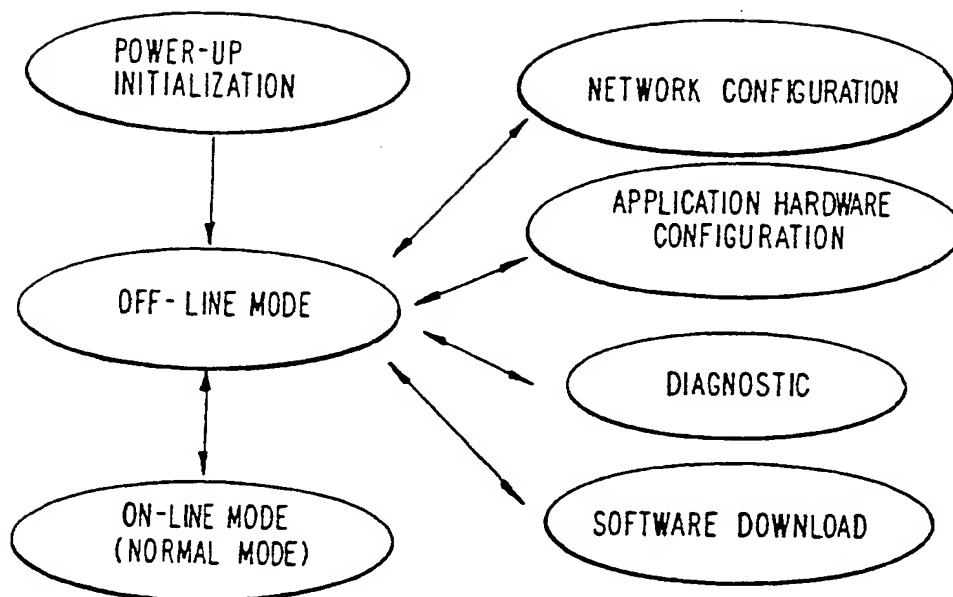 POWER-UP
INITIALIZATION
NETWORK CONFIGURATION
APPLICATION HARDWARE
CONFIGURATION
OFF-LINE MODE
DIAGNOSTIC
ON-LINE MODE
(NORMAL MODE)
SOFTWARE DOWNLOAD